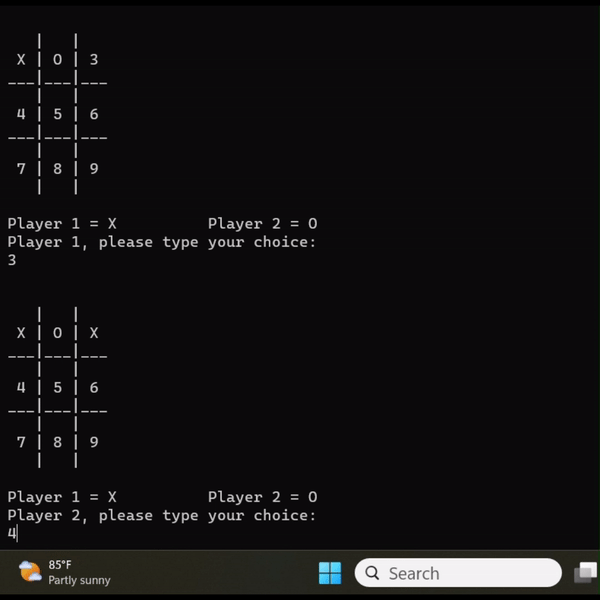 X | O | 3
4 | 5 | 6
7 | 8 | 9
Player 1 = X Player 2 = O
Player 1, please type your choice:
3
X | O | X
4 | 5 | 6
7 | 8 | 9
Player 1 = X Player 2 = O
Player 2, please type your choice:
4
85°F
Partly sunny
Search